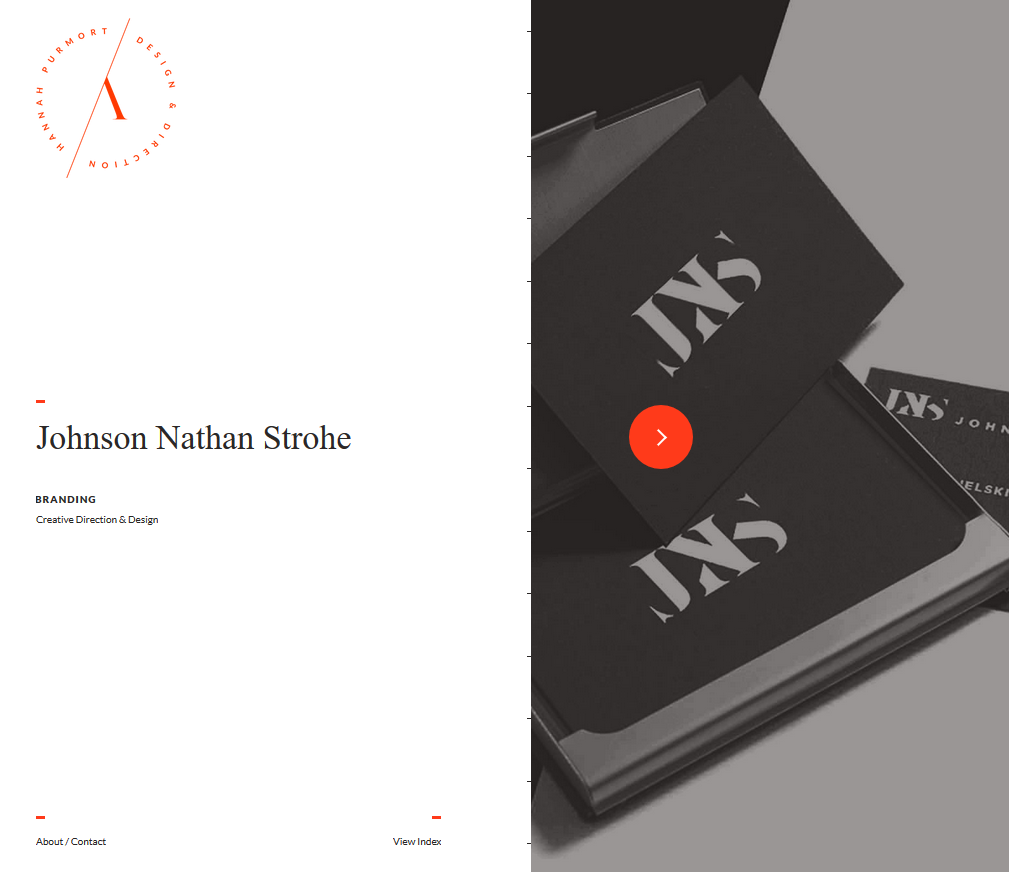 HANNAH PURMORT
DESIGN & DIRECTION
Johnson Nathan Strohe
BRANDING
Creative Direction & Design
About / Contact
View Index
JNS
JNS
JNS JOHN
IELSKI